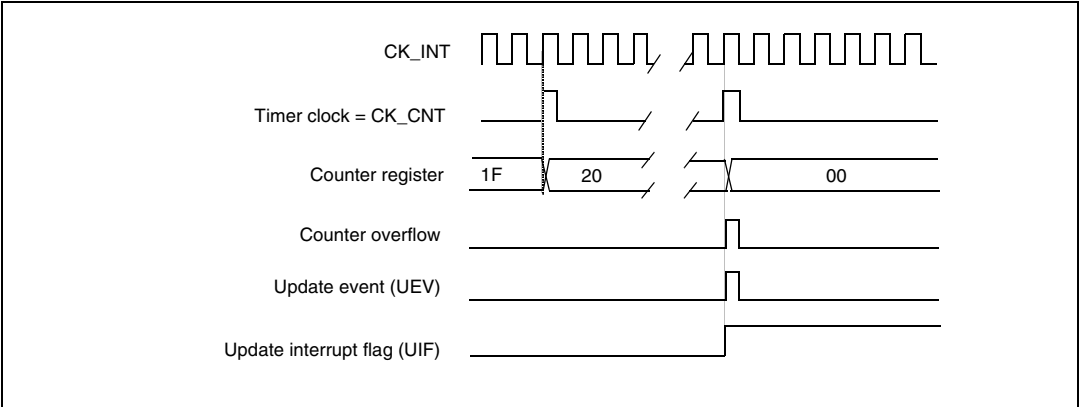 CK_INT
Timer clock = CK_CNT
Counter register 1F 20 00
Counter overflow
Update event (UEV)
Update interrupt flag (UIF)